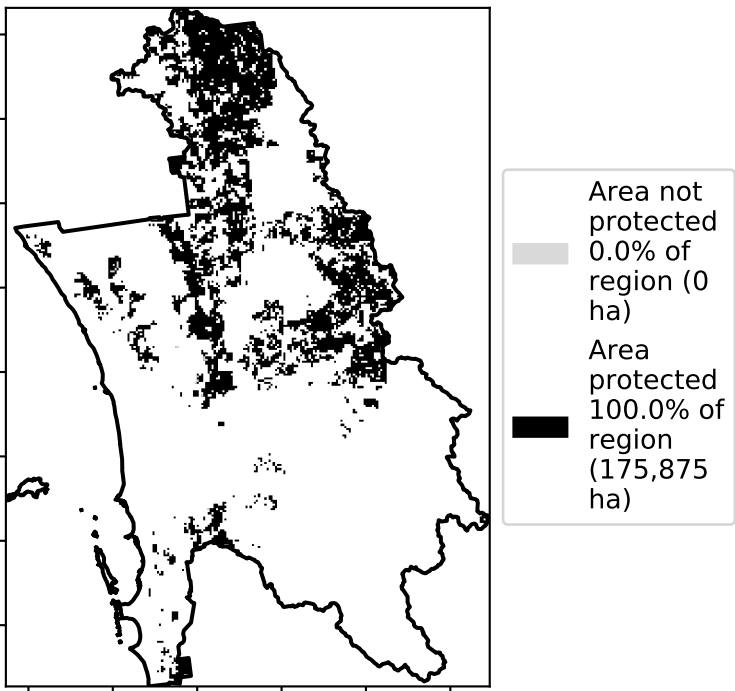 Area not
protected
0.0% of
region (0
ha)
Area
protected
100.0% of
region
(175,875
ha)